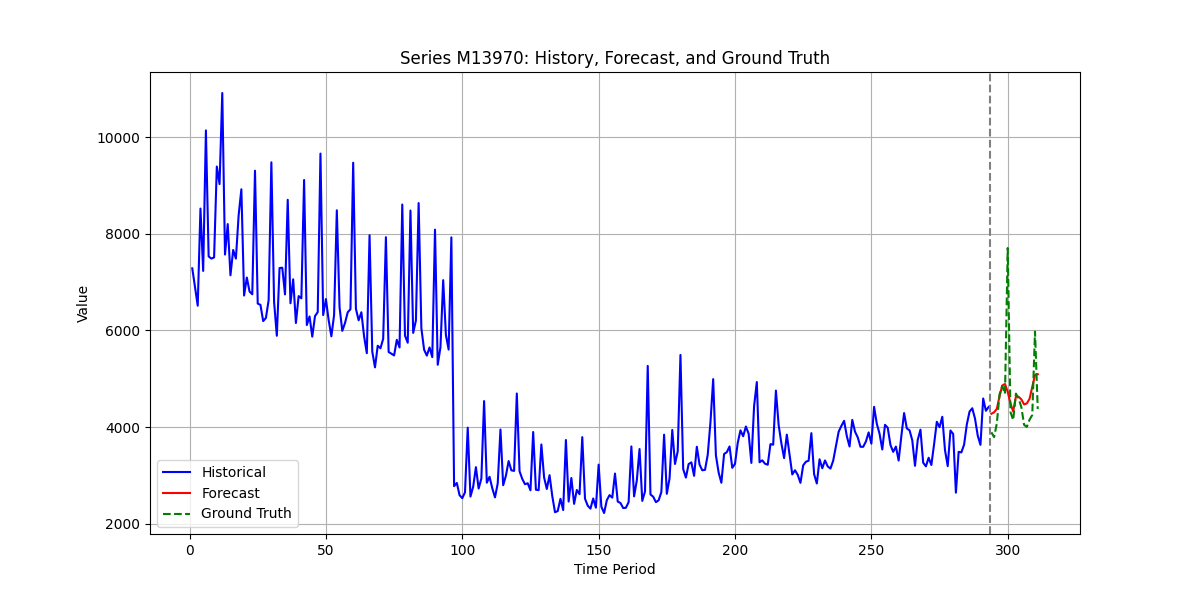 Series M13970: History, Forecast, and Ground Truth
Value
10000
8000
6000
4000
2000
Historical
Forecast
Ground Truth
0
50
100
150
200
250
300
Time Period